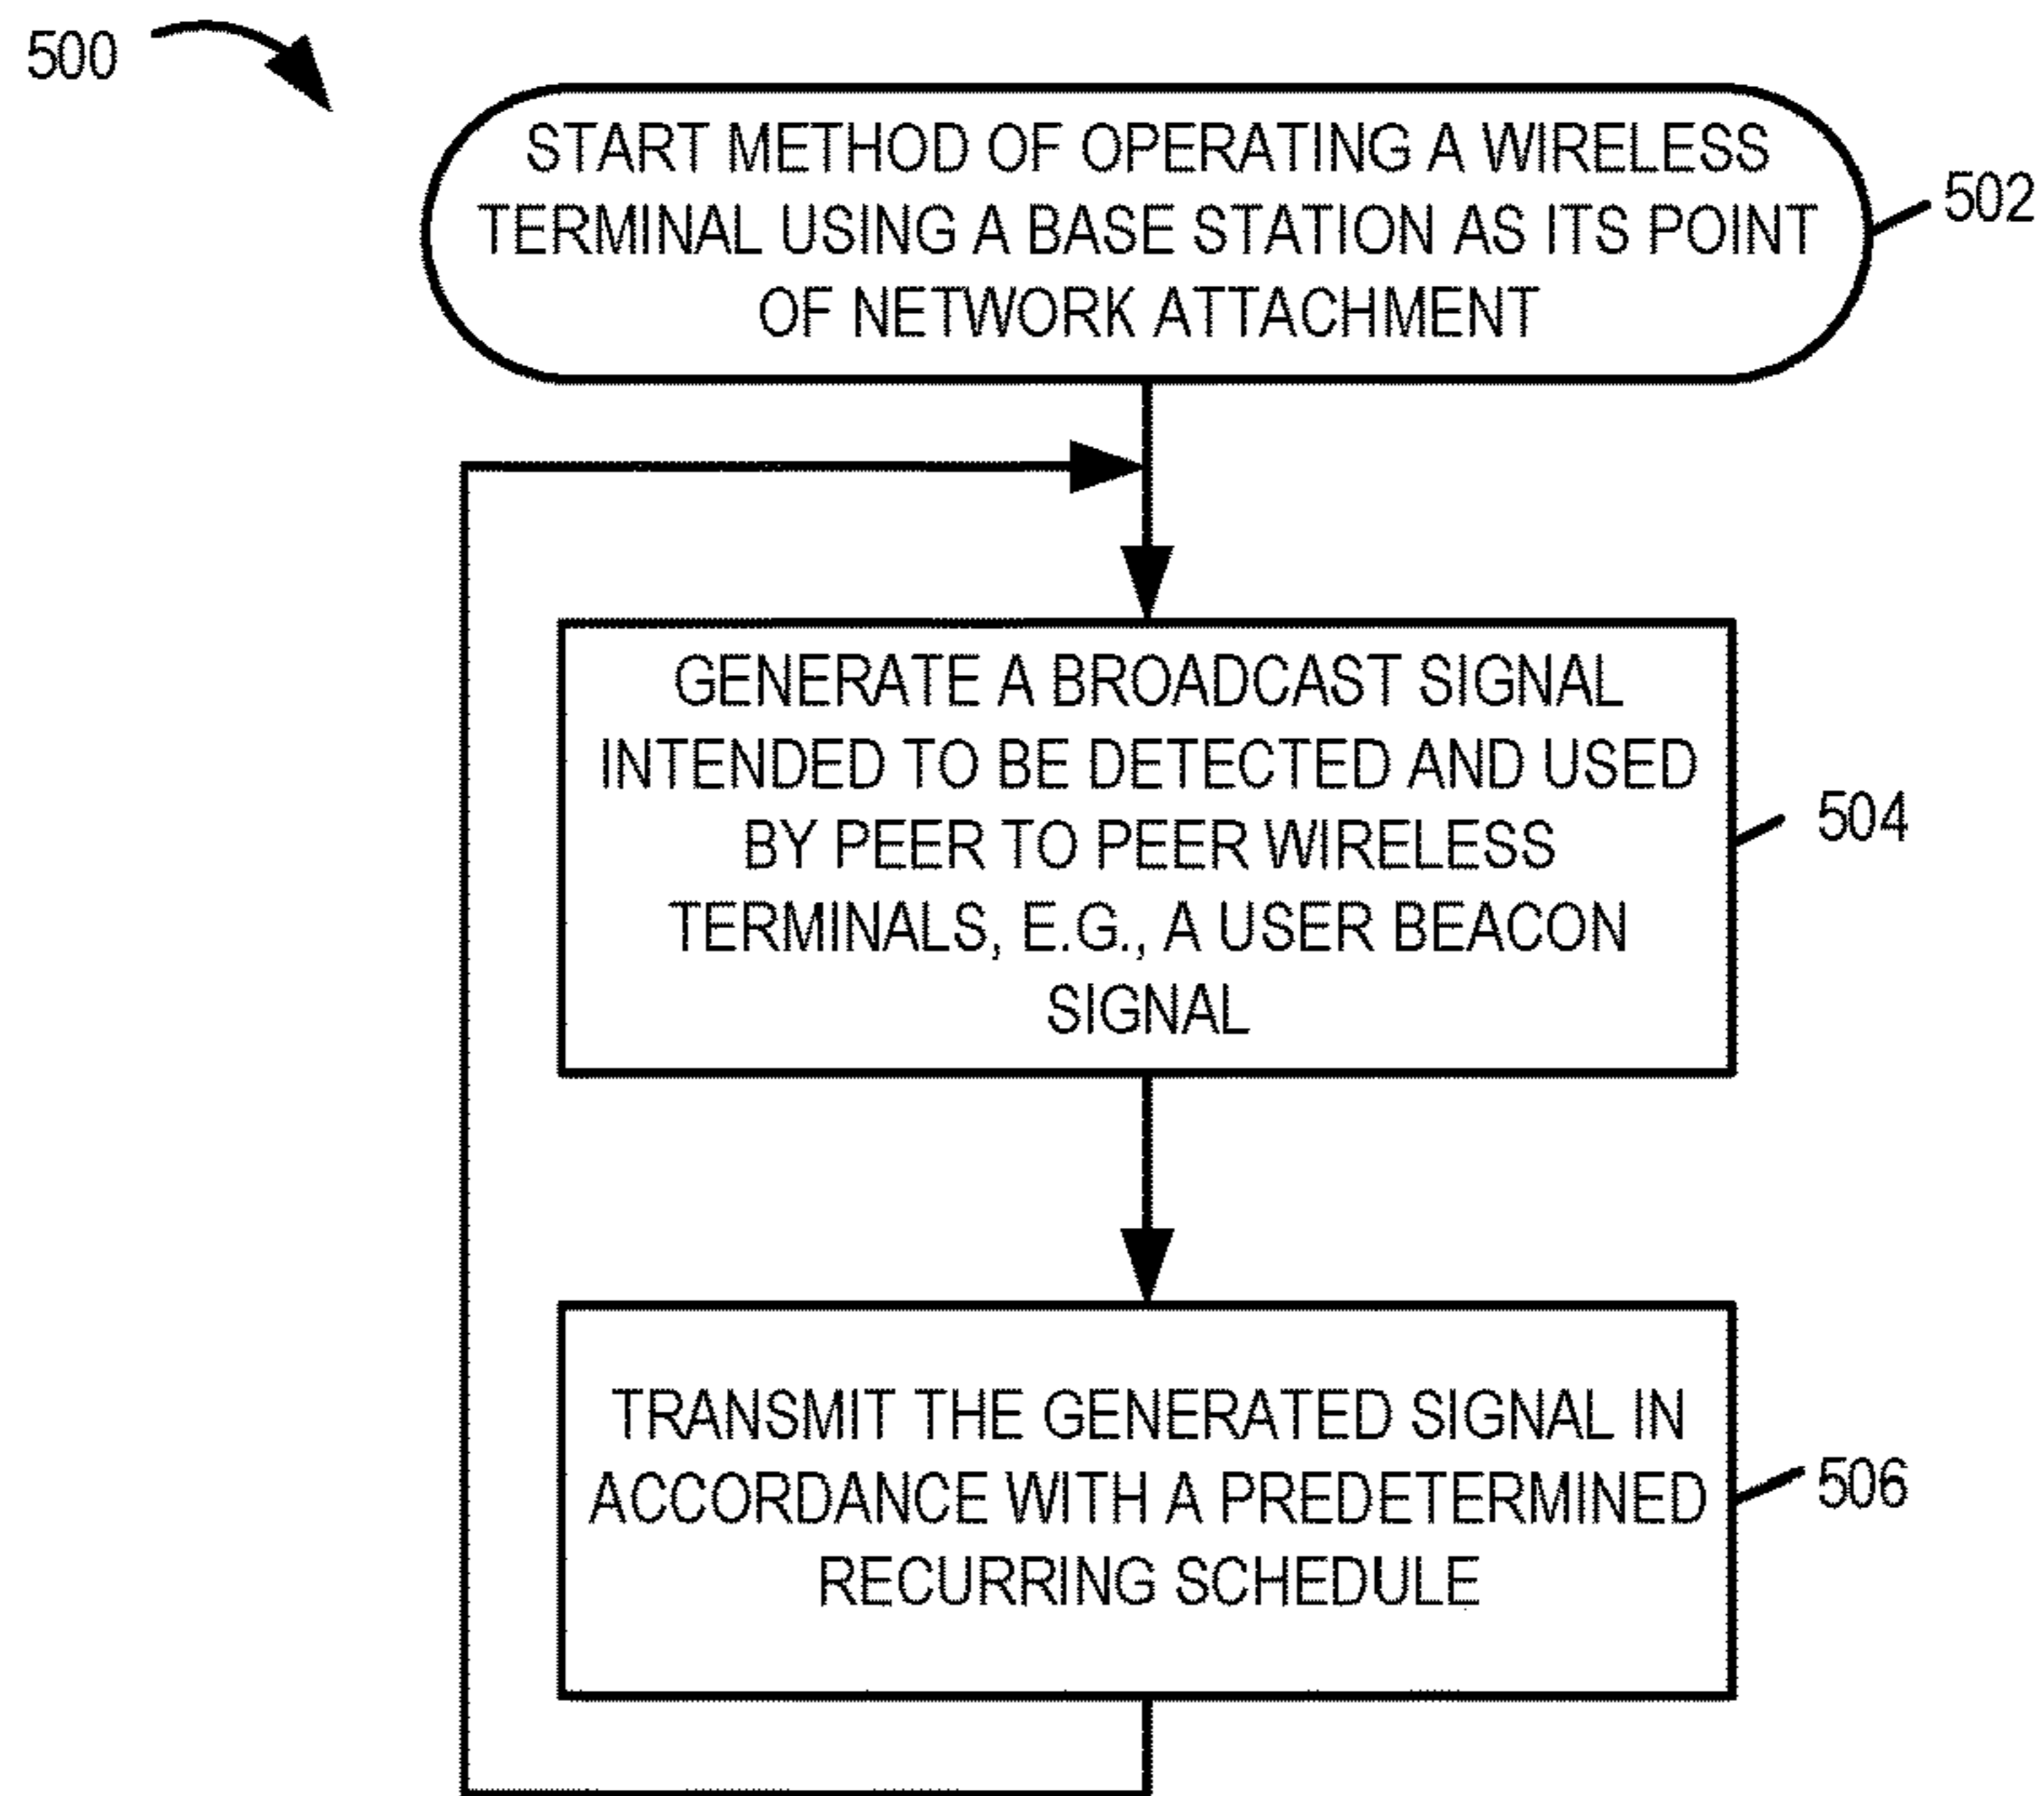 500
START METHOD OF OPERATING A WIRELESS
TERMINAL USING A BASE STATION AS ITS POINT
OF NETWORK ATTACHMENT
502
GENERATE A BROADCAST SIGNAL
INTENDED TO BE DETECTED AND USED
BY PEER TO PEER WIRELESS
TERMINALS, E.G., A USER BEACON
SIGNAL
504
TRANSMIT THE GENERATED SIGNAL IN
ACCORDANCE WITH A PREDETERMINED
RECURRING SCHEDULE
506